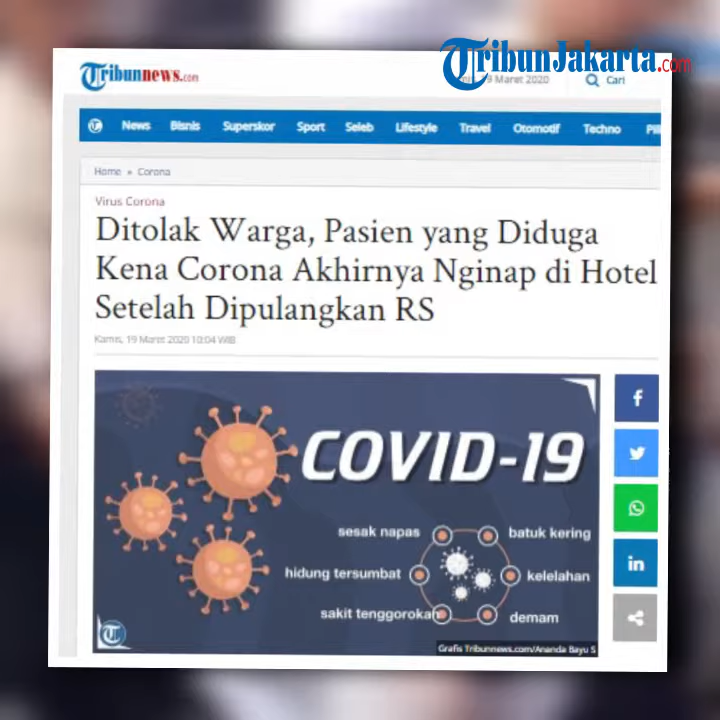 TribunJakarta.com
Tribunnews.com
9 Maret 2020
Cari
News Bisnis Superskor Sport Seleb Lifestyle Travel Otomotif Techno
Home » Corona
Virus Corona
Ditolak Warga, Pasien yang Diduga
Kena Corona Akhirnya Nginap di Hotel
Setelah Dipulangkan RS
Kamis, 19 Maret 2020 10:04 WIB
COVID-19
sesak napas
batuk kering
hidung tersumbat
kelelahan
sakit tenggorokan
demam
Grafis Tribunnews.com/Ananda Bayu S